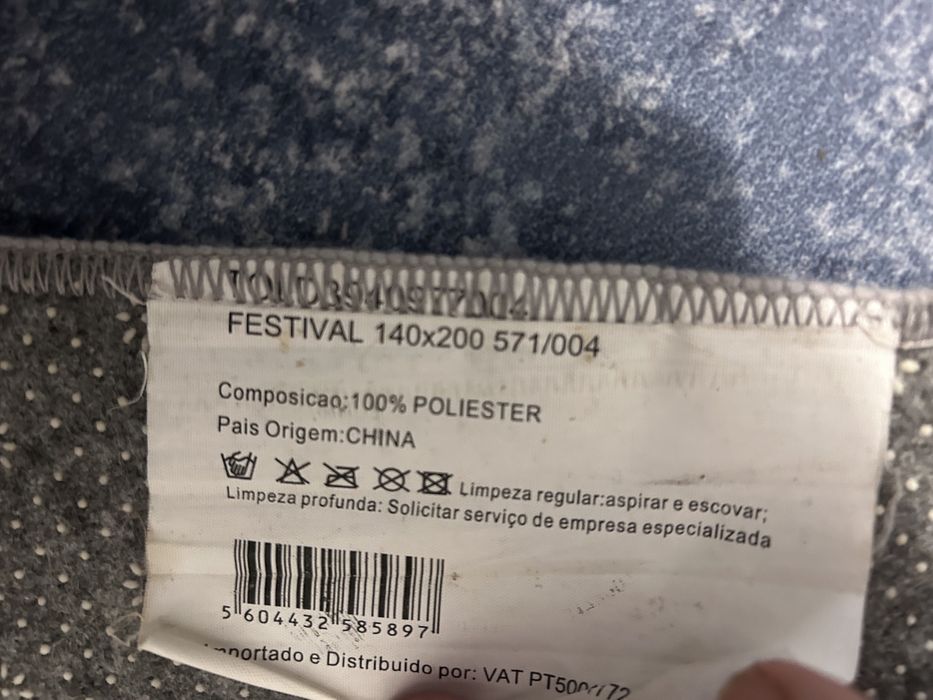 FESTIVAL 140x200 571/004
Composicao:100% POLIESTER
Pais Origem:CHINA
Limpeza regular:aspirar e escovar;
Limpeza profunda: Solicitar serviço de empresa especializada
5 604432 585897
e Distribuido por: VAT